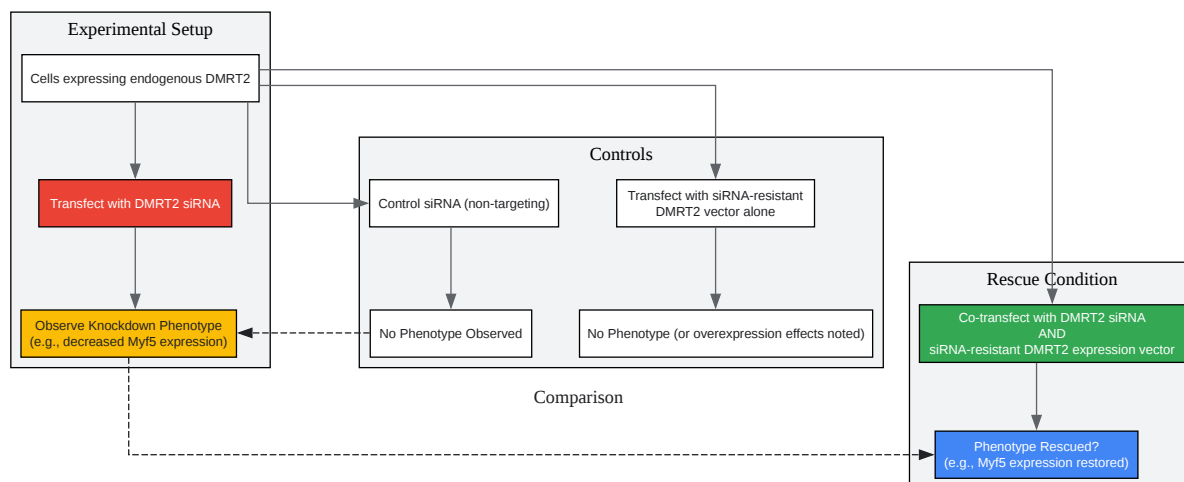 Experimental Setup
Cells expressing endogenous DMRT2
Transfect with DMRT2 siRNA
Observe Knockdown Phenotype
(e.g., decreased Myf5 expression)
Controls
Control siRNA (non-targeting)
Transfect with siRNA-resistant
DMRT2 vector alone
No Phenotype Observed
No Phenotype (or overexpression effects noted)
Comparison
Rescue Condition
Co-transfect with DMRT2 siRNA
AND
siRNA-resistant DMRT2 expression vector
Phenotype Rescued?
(e.g., Myf5 expression restored)